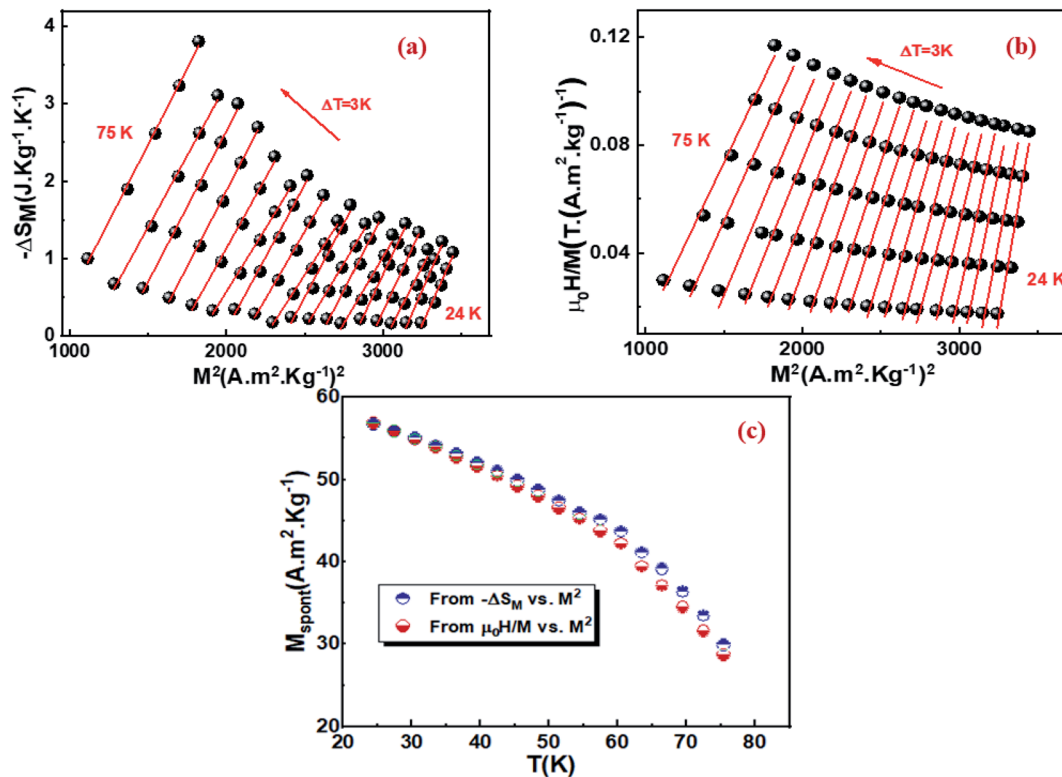 4
3
2
1
0
-ΔS_M(J.Kg⁻¹.K⁻¹)
(a)
ΔT=3K
75 K
24 K
1000
2000
3000
M²(A.m².Kg⁻¹)²
0.12
0.08
0.04
μ₀H/M(T.(A.m².kg⁻¹)⁻¹)
(b)
ΔT=3K
75 K
24 K
1000
2000
3000
M²(A.m².Kg⁻¹)²
60
50
40
30
20
M_spont(A.m².Kg⁻¹)
(c)
From -ΔS_M vs. M²
From μ₀H/M vs. M²
20
30
40
50
60
70
80
T(K)